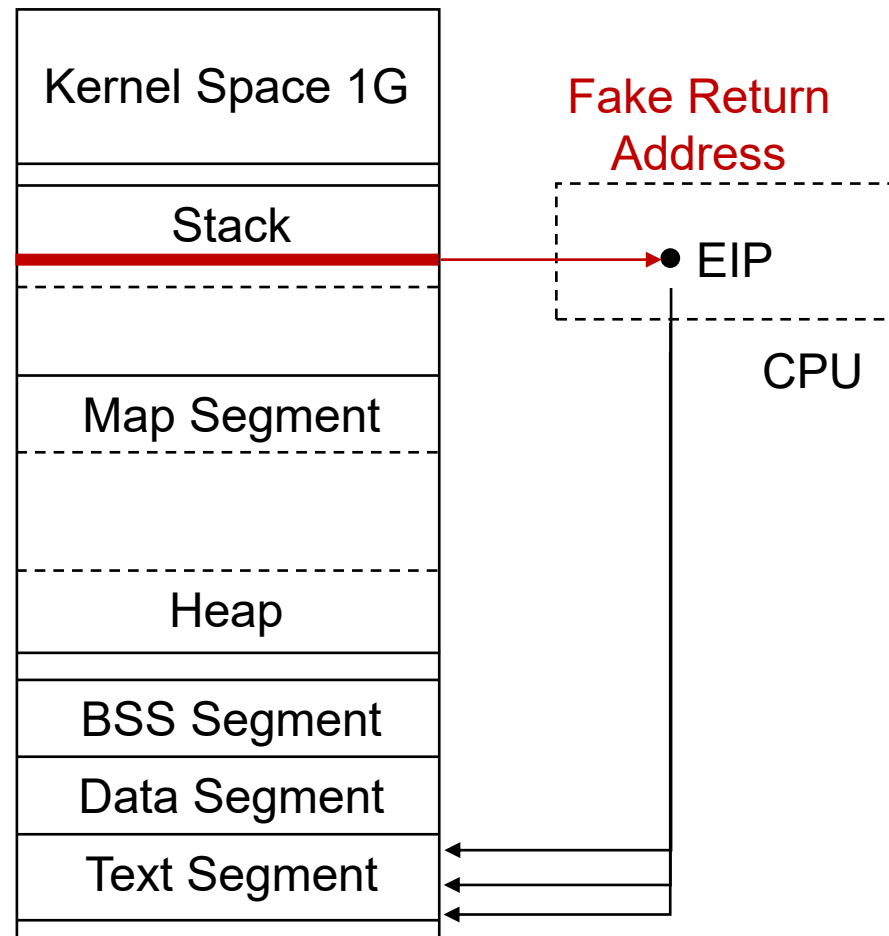 Kernel Space 1G
Fake Return
Address
Stack
EIP
CPU
Map Segment
Heap
BSS Segment
Data Segment
Text Segment